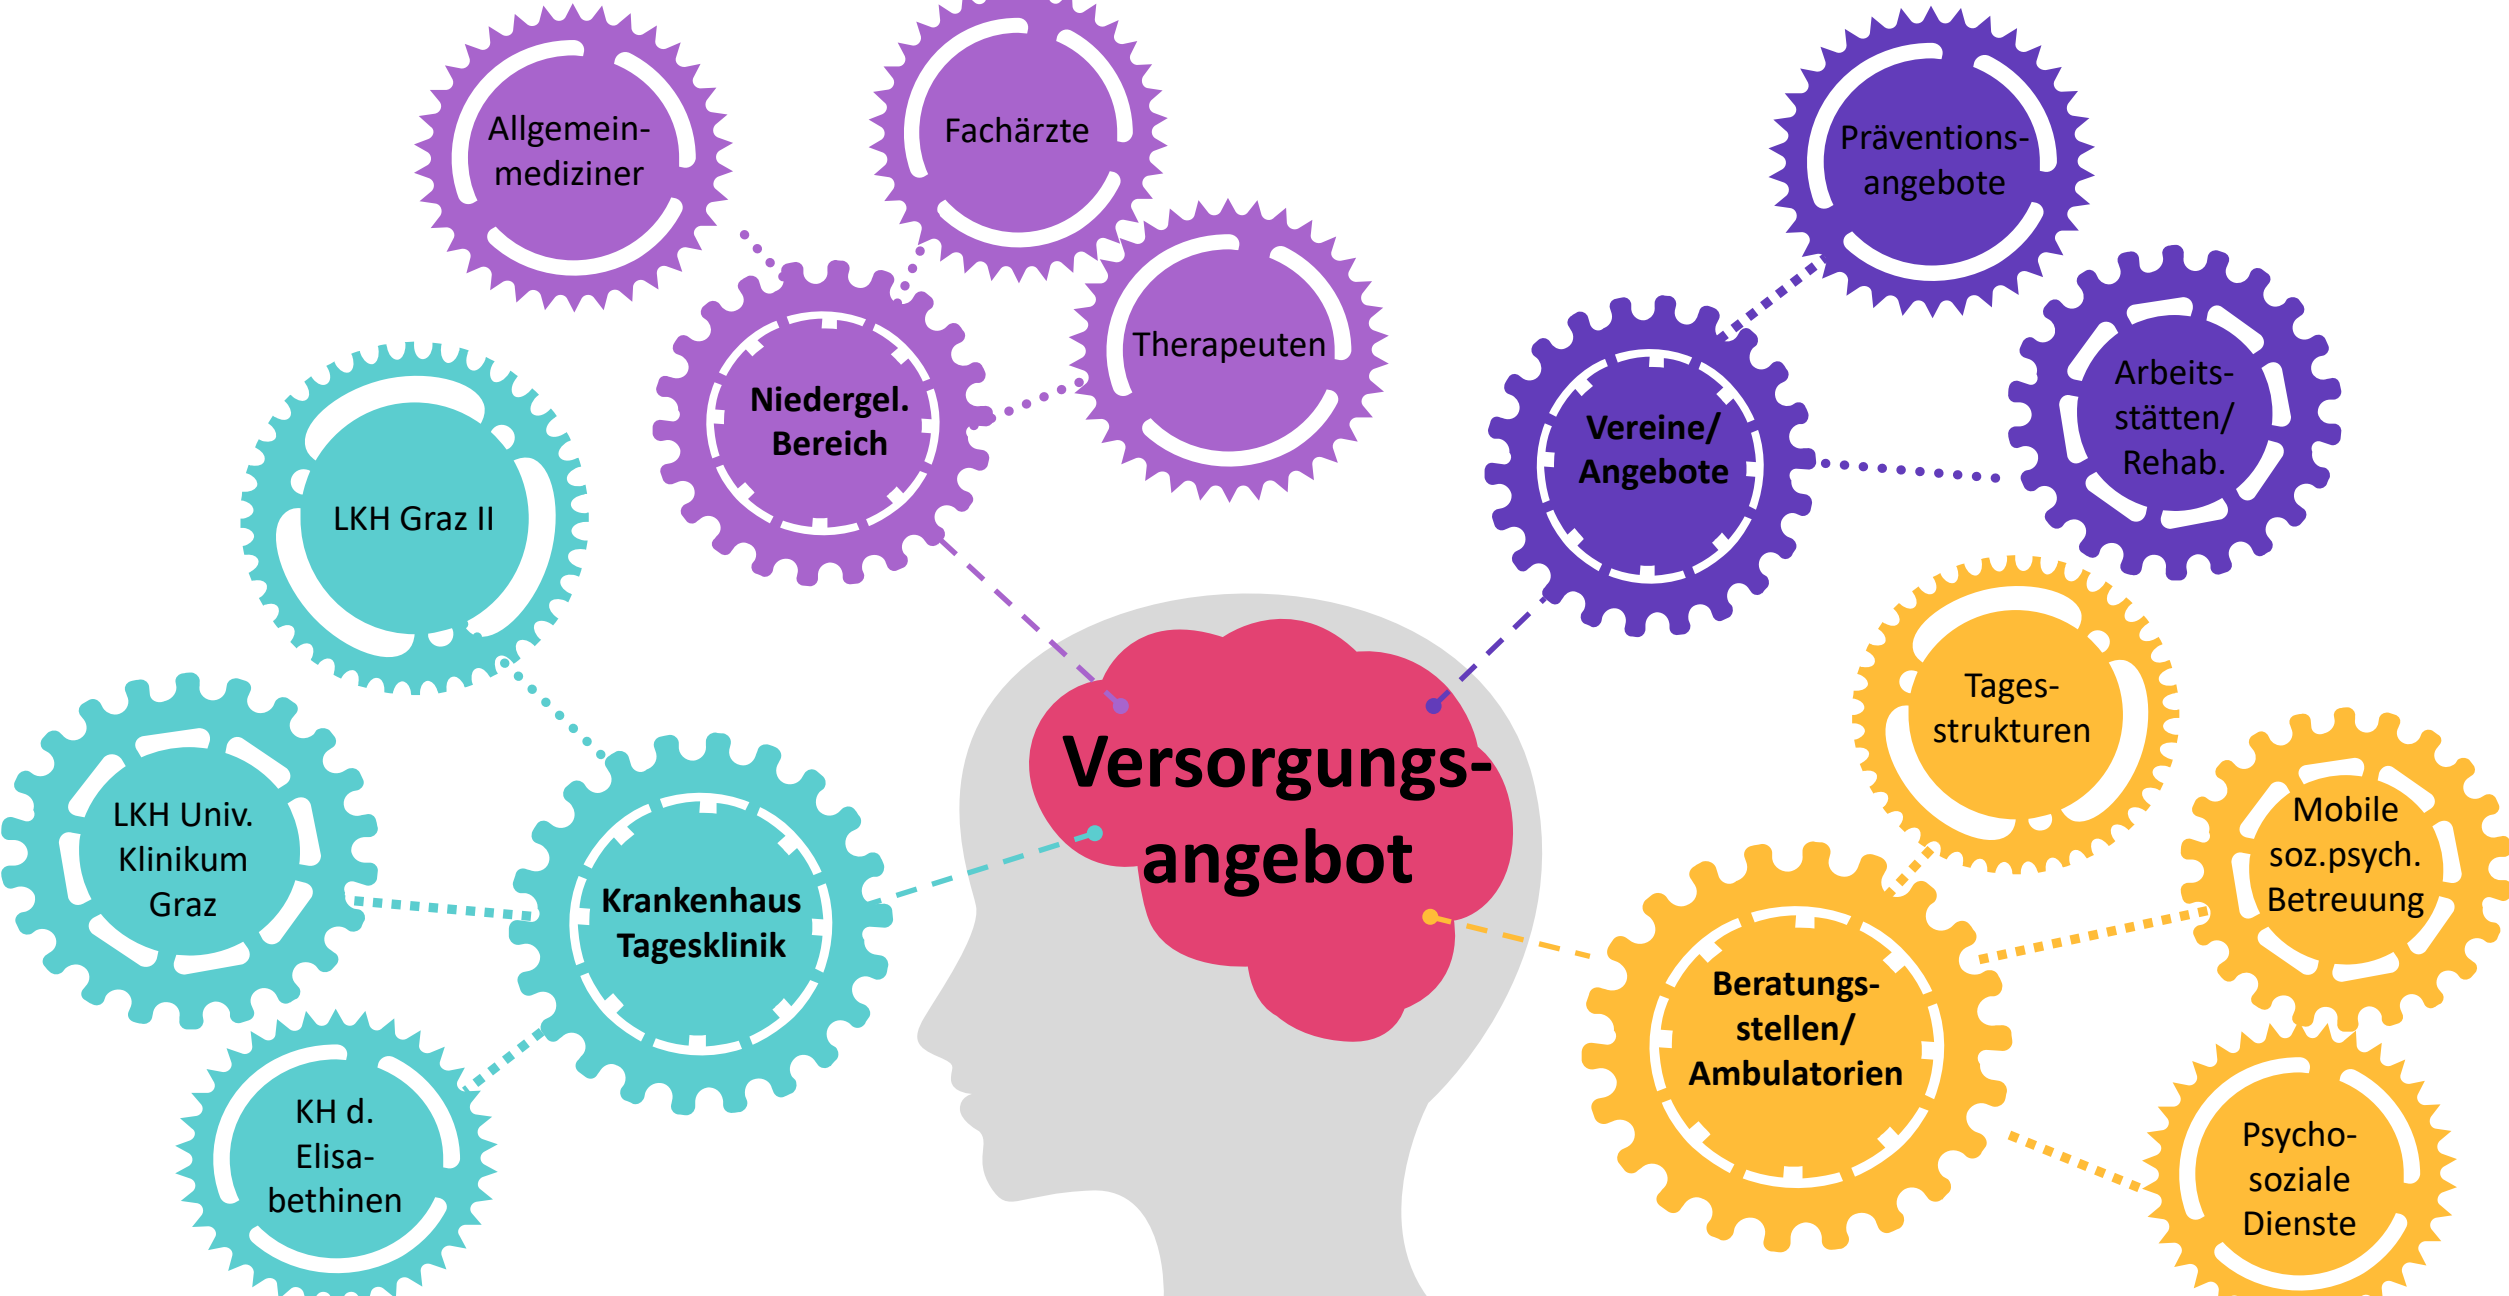 Allgemein-
mediziner
Fachärzte
Therapeuten
Niedergel.
Bereich
Präventions-
angebote
Arbeits-
stätten/
Rehab.
Vereine/
Angebote
LKH Graz II
LKH Univ.
Klinikum
Graz
KH d.
Elisa-
bethinen
Krankenhaus
Tagesklinik
Versorgungs-
angebot
Tages-
strukturen
Mobile
soz.psych.
Betreuung
Psycho-
soziale
Dienste
Beratungs-
stellen/
Ambulatorien